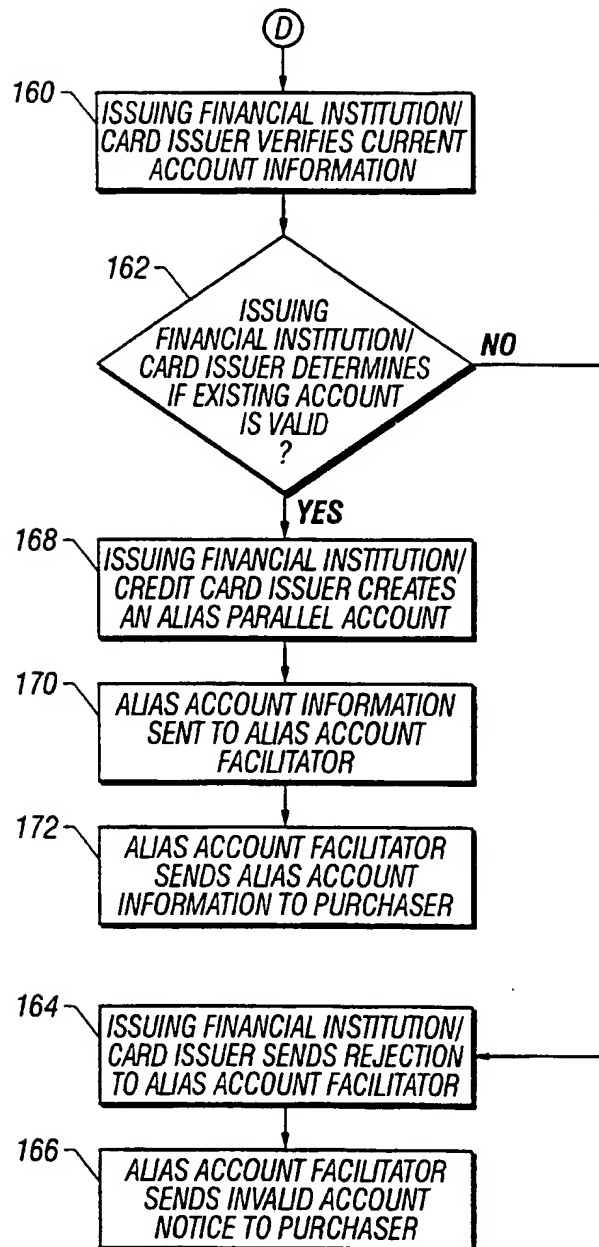 D
160
ISSUING FINANCIAL INSTITUTION/
CARD ISSUER VERIFIES CURRENT
ACCOUNT INFORMATION
162
ISSUING
FINANCIAL INSTITUTION/
CARD ISSUER DETERMINES
IF EXISTING ACCOUNT
IS VALID
?
NO
YES
168
ISSUING FINANCIAL INSTITUTION/
CREDIT CARD ISSUER CREATES
AN ALIAS PARALLEL ACCOUNT
170
ALIAS ACCOUNT INFORMATION
SENT TO ALIAS ACCOUNT
FACILITATOR
172
ALIAS ACCOUNT FACILITATOR
SENDS ALIAS ACCOUNT
INFORMATION TO PURCHASER
164
ISSUING FINANCIAL INSTITUTION/
CARD ISSUER SENDS REJECTION
TO ALIAS ACCOUNT FACILITATOR
166
ALIAS ACCOUNT FACILITATOR
SENDS INVALID ACCOUNT
NOTICE TO PURCHASER